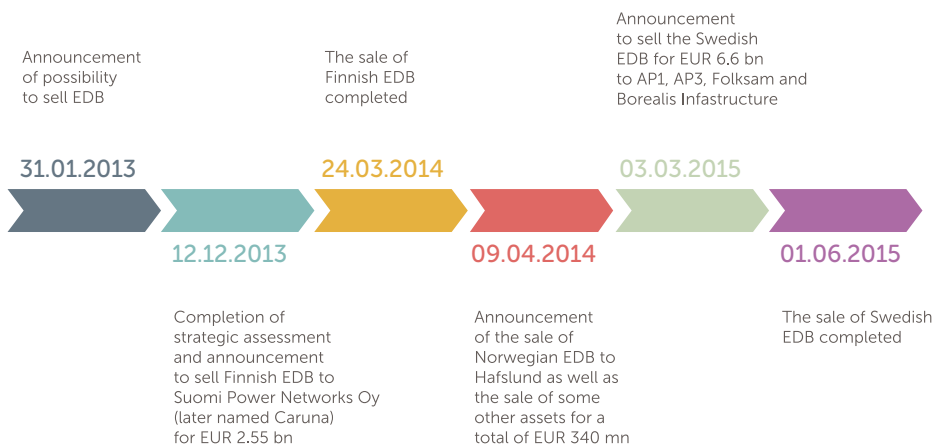 Announcement
of possibility
to sell EDB
31.01.2013
12.12.2013
Completion of
strategic assessment
and announcement
to sell Finnish EDB to
Suomi Power Networks Oy
(later named Caruna)
for EUR 2.55 bn
The sale of
Finnish EDB
completed
24.03.2014
09.04.2014
Announcement
of the sale of
Norwegian EDB to
Hafslund as well as
the sale of some
other assets for a
total of EUR 340 mn
Announcement
to sell the Swedish
EDB for EUR 6.6 bn
to AP1, AP3, Folksam and
Borealis Infastructure
03.03.2015
01.06.2015
The sale of Swedish
EDB completed